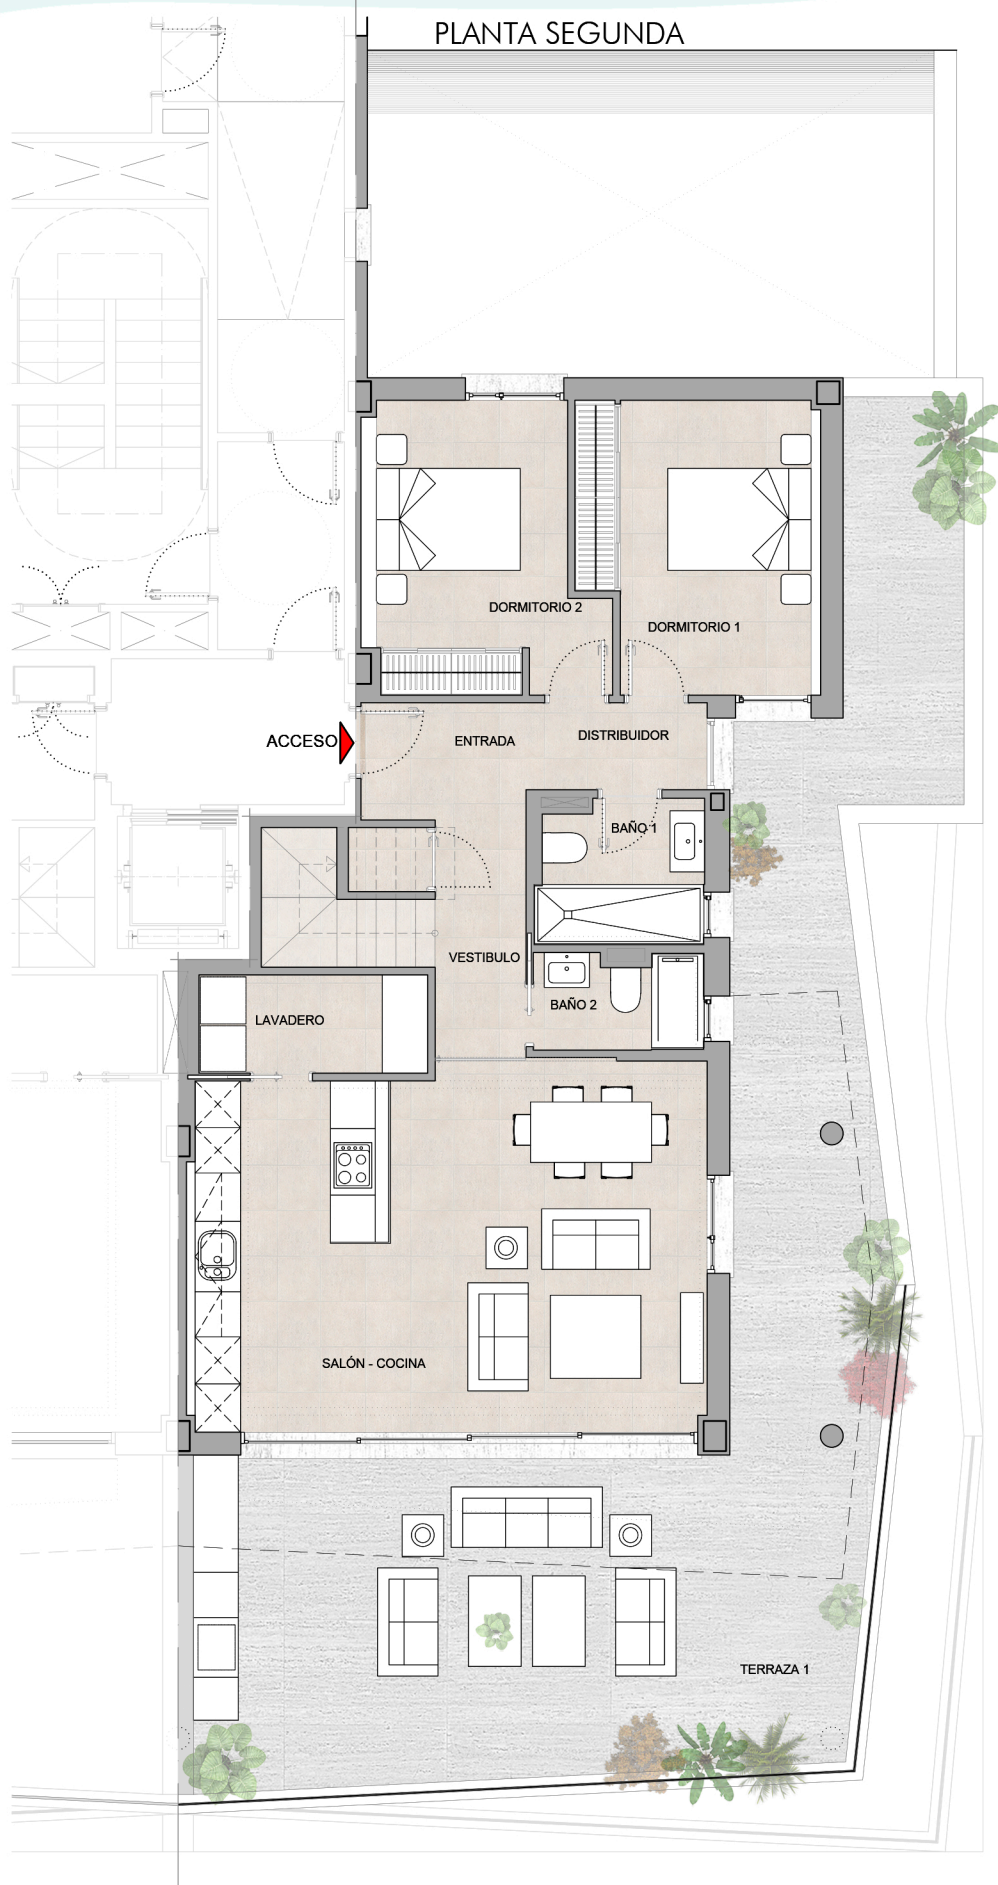 PLANTA SEGUNDA
DORMITORIO 2
DORMITORIO 1
ACCESO
ENTRADA
DISTRIBUIDOR
BAÑO 1
VESTIBULO
BAÑO 2
LAVADERO
SALÓN - COCINA
TERRAZA 1